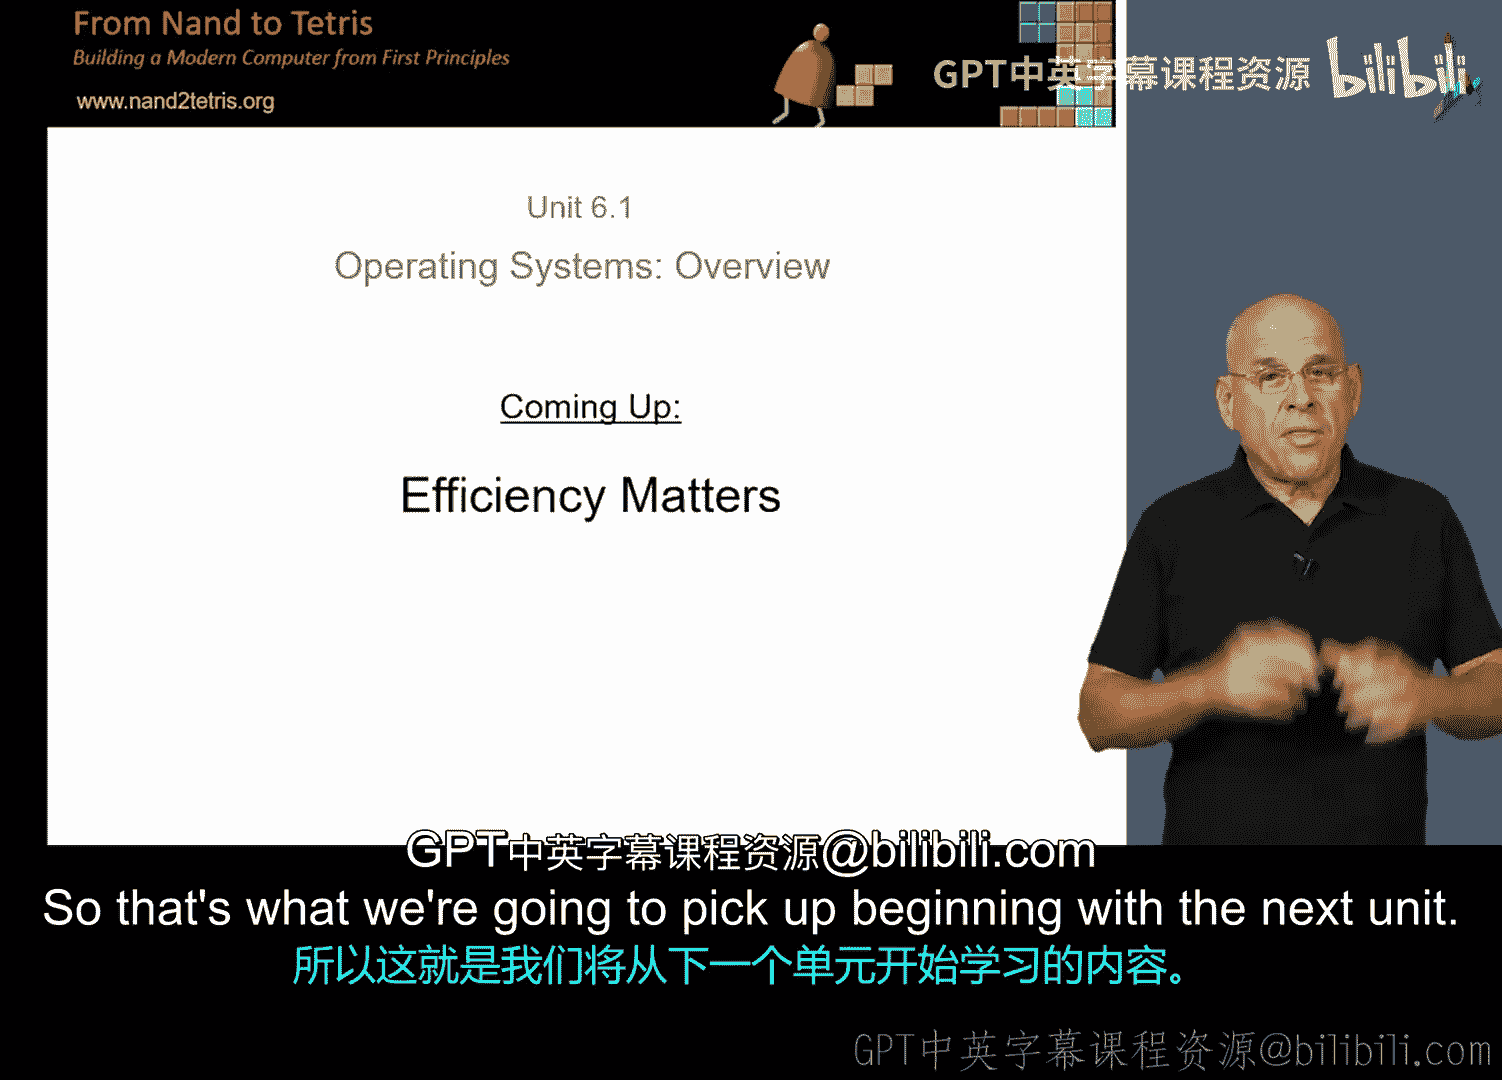 From Nand to Tetris
Building a Modern Computer from First Principles
www.nand2tetris.org
GPT中英字幕课程资源 bilibili
Unit 6.1
Operating Systems: Overview
Coming Up:
Efficiency Matters
GPT中英字幕课程资源@bilibili.com
So that's what we're going to pick up beginning with the next unit.
所以这就是我们将从下一个单元开始学习的内容。
GPT中英字幕课程资源@bilibili.com